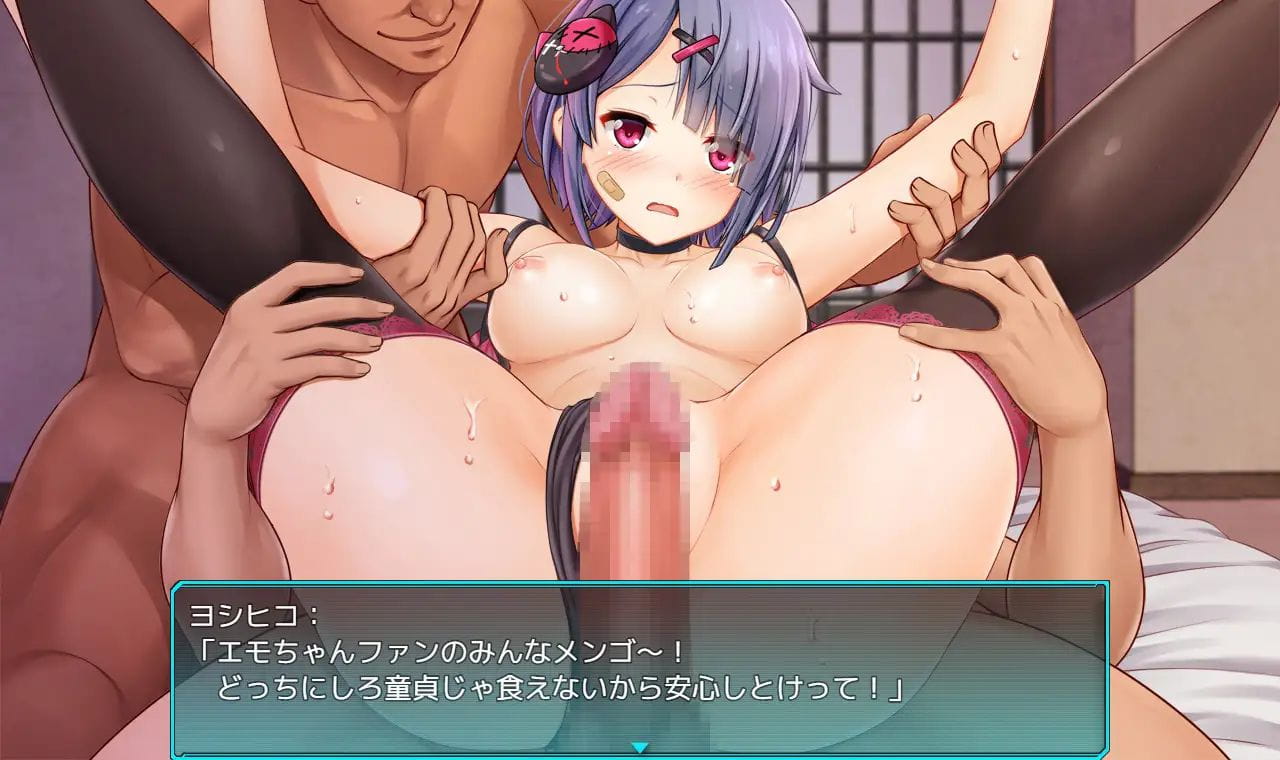 ヨシヒコ：
「エモちゃんファンのみんなメンゴ～！
どっちにしろ童貞じゃ食えないから安心しとけって！」